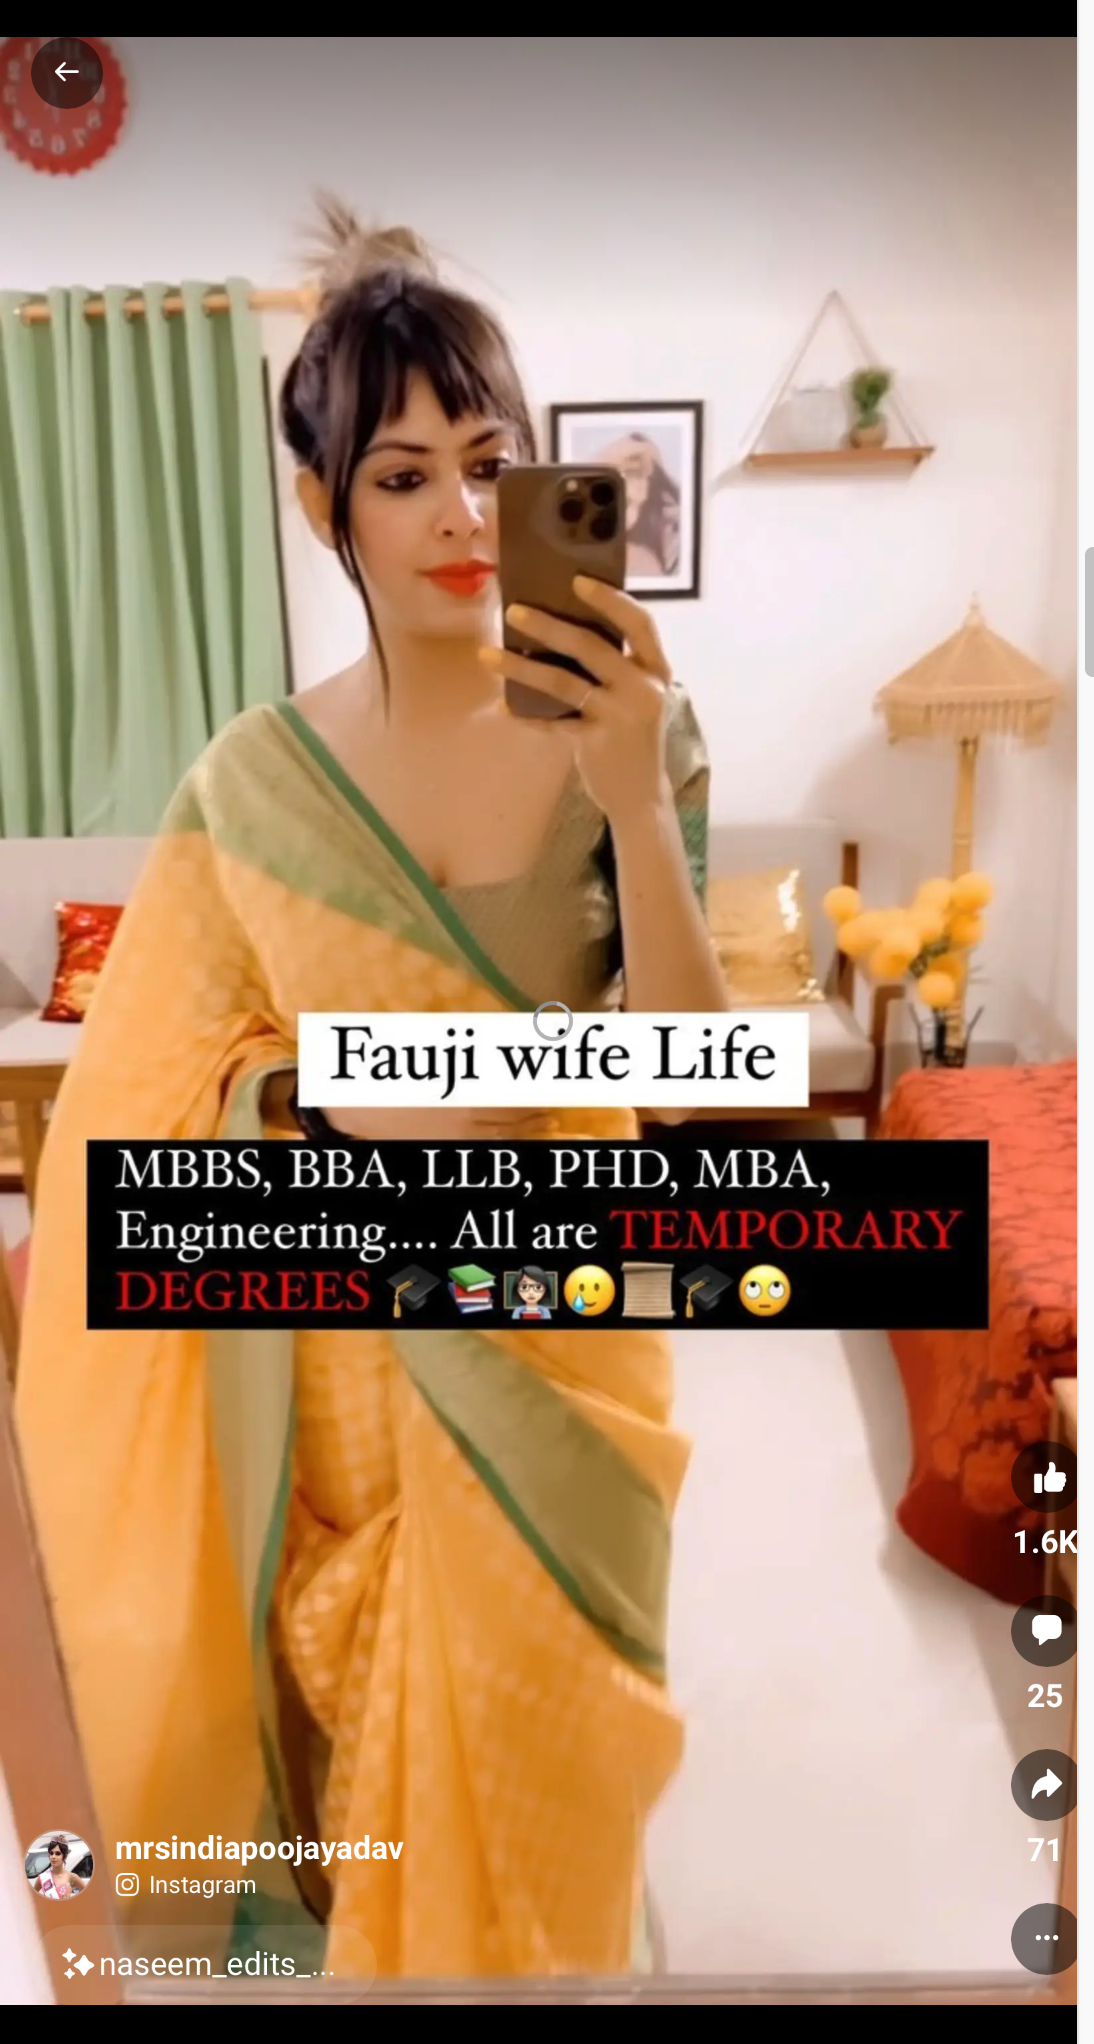 Fauji wife Life
MBBS, BBA, LLB, PHD, MBA,
Engineering.... All are TEMPORARY
DEGREES 🎓📚👩🏻‍🏫🥲📜🎓🙄
1.6K
25
71
mrsindiapoojayadav
Instagram
naseem_edits_...